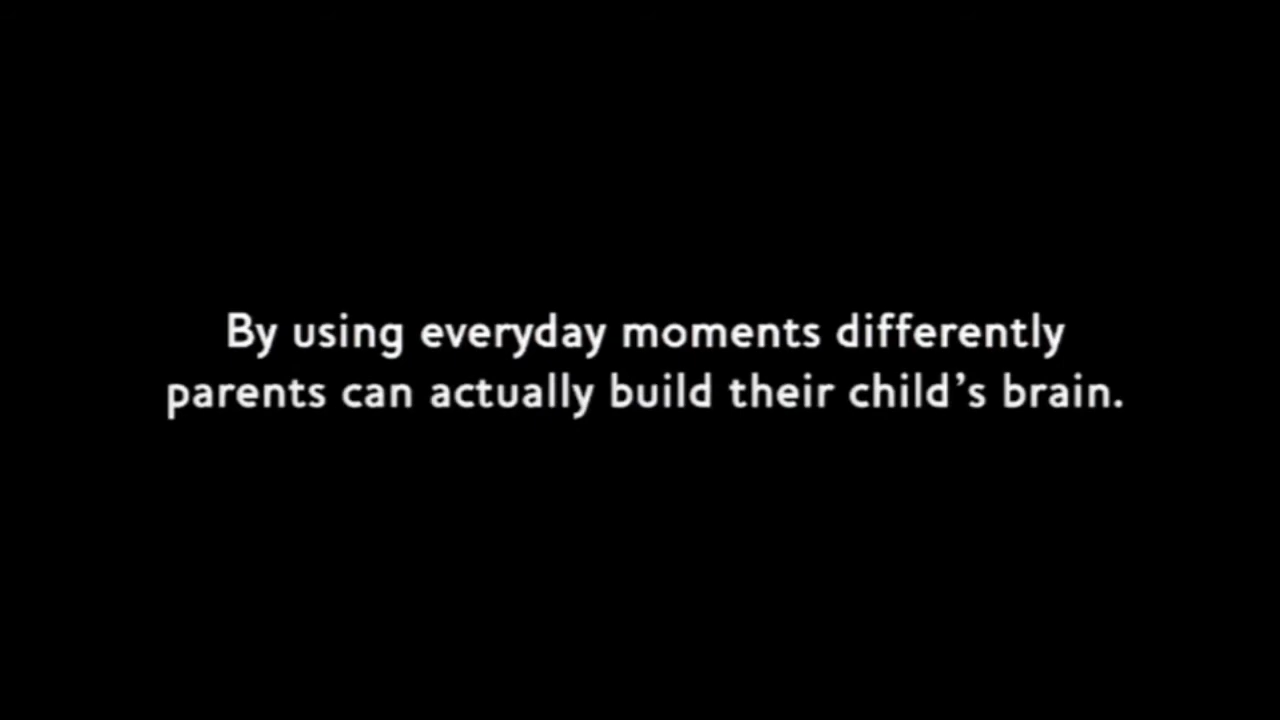 By using everyday moments differently
parents can actually build their child’s brain.